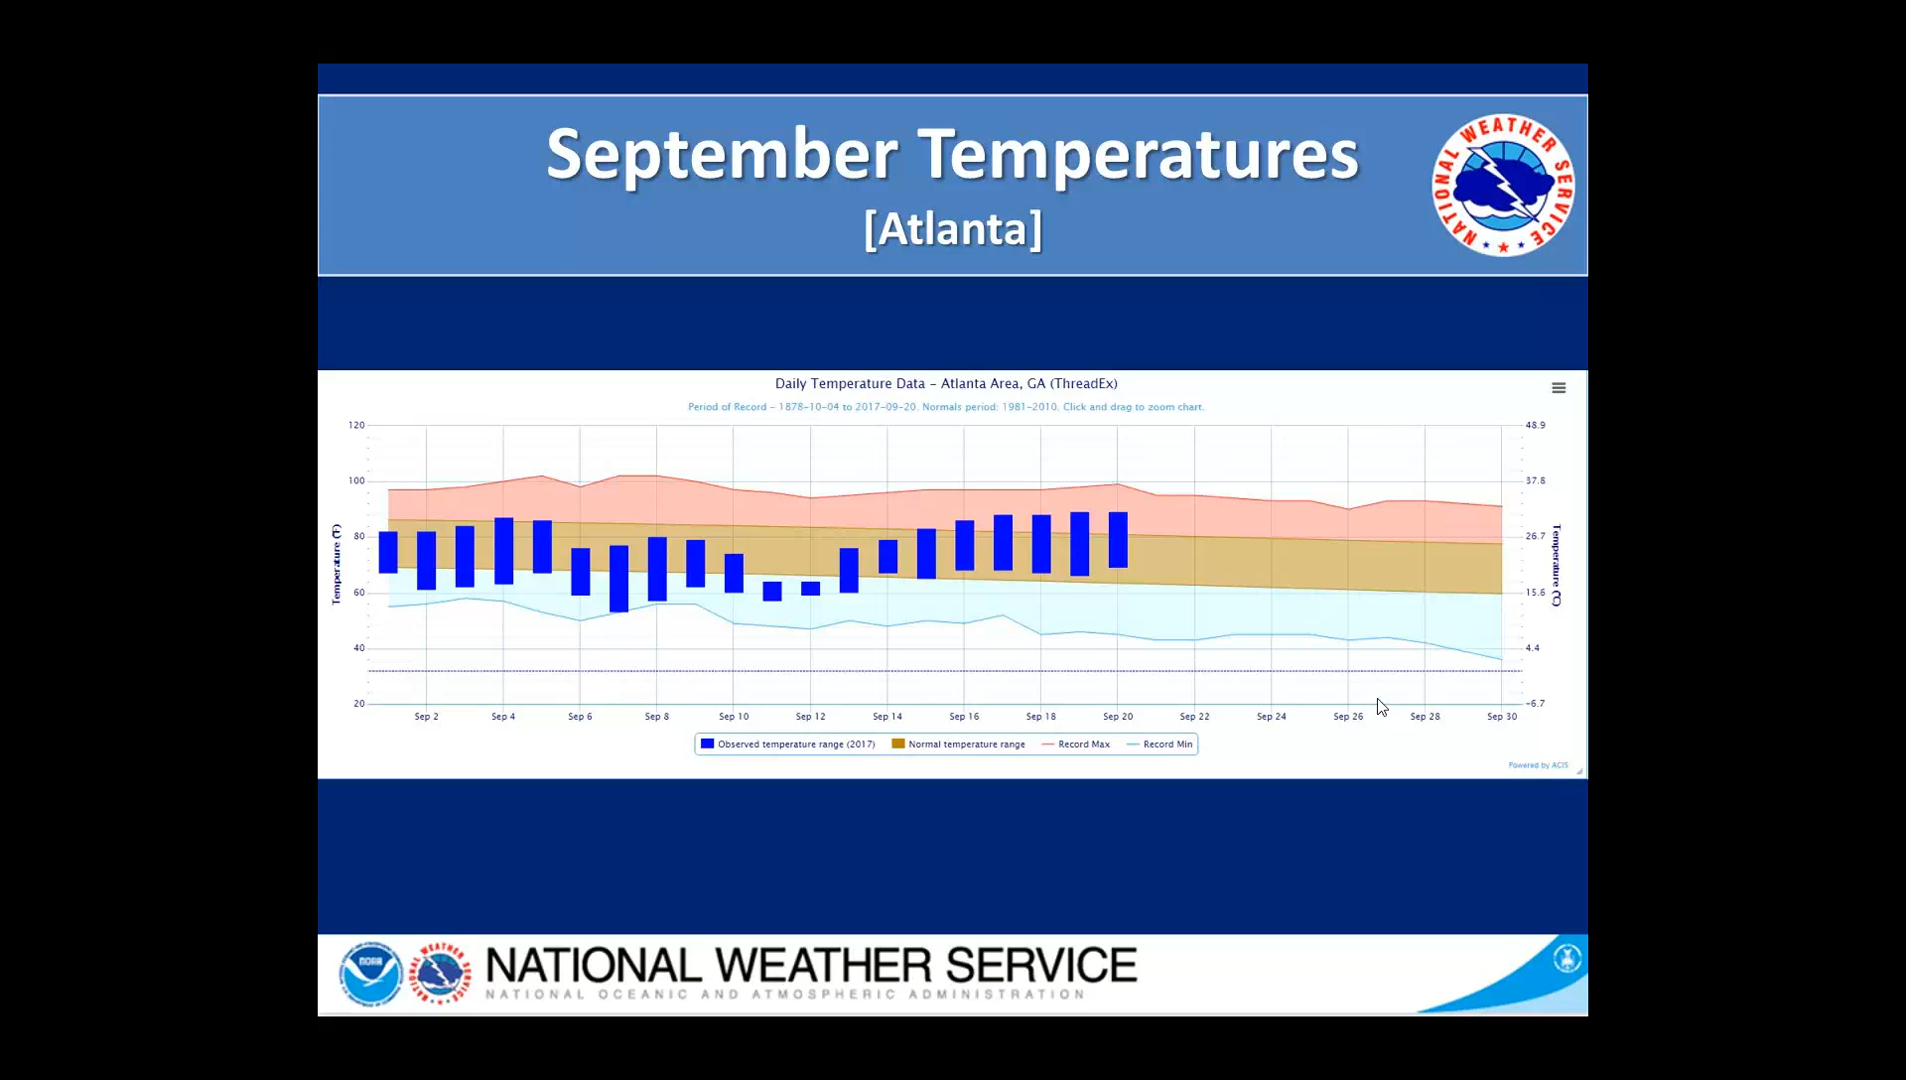 September Temperatures
[Atlanta]
NATIONAL WEATHER SERVICE
Daily Temperature Data - Atlanta Area, GA (ThreadEx)
Period of Record - 1878-10-04 to 2017-09-20. Normals period: 1981-2010. Click and drag to zoom chart.
120 48.9
100 37.8
80 26.7
60 15.6
40 4.4
20 -6.7
Temperature (°F)
Temperature (°C)
Sep 2 Sep 4 Sep 6 Sep 8 Sep 10 Sep 12 Sep 14 Sep 16 Sep 18 Sep 20 Sep 22 Sep 24 Sep 26 Sep 28 Sep 30
Observed temperature range (2017) Normal temperature range Record Max Record Min
Powered by ACIS
NOAA
NATIONAL WEATHER SERVICE
NATIONAL OCEANIC AND ATMOSPHERIC ADMINISTRATION